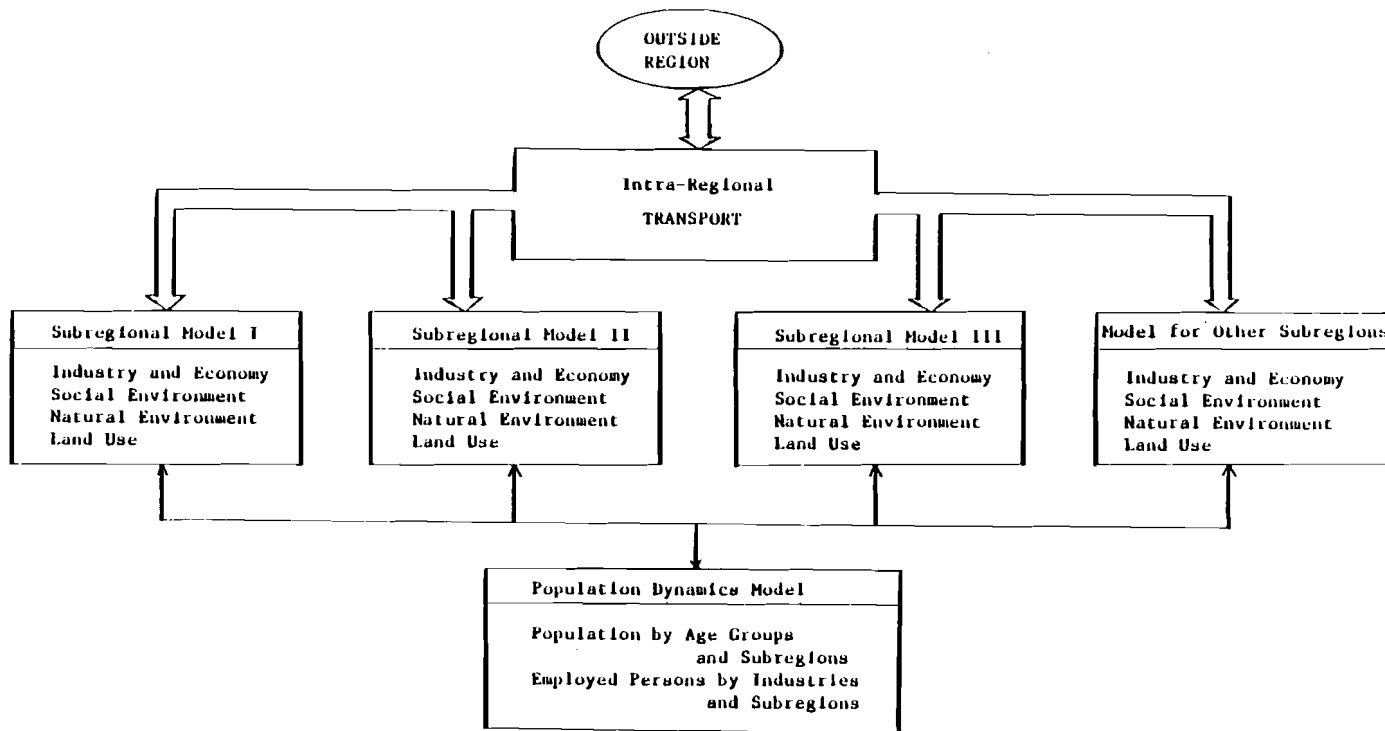 OUTSIDE
REGION
Intra-Regional
TRANSPORT
Subregional Model I
Industry and Economy
Social Environment
Natural Environment
Land Use
Subregional Model II
Industry and Economy
Social Environment
Natural Environment
Land Use
Subregional Model III
Industry and Economy
Social Environment
Natural Environment
Land Use
Model for Other Subregions
Industry and Economy
Social Environment
Natural Environment
Land Use
Population Dynamics Model
Population by Age Groups
and Subregions
Employed Persons by Industries
and Subregions